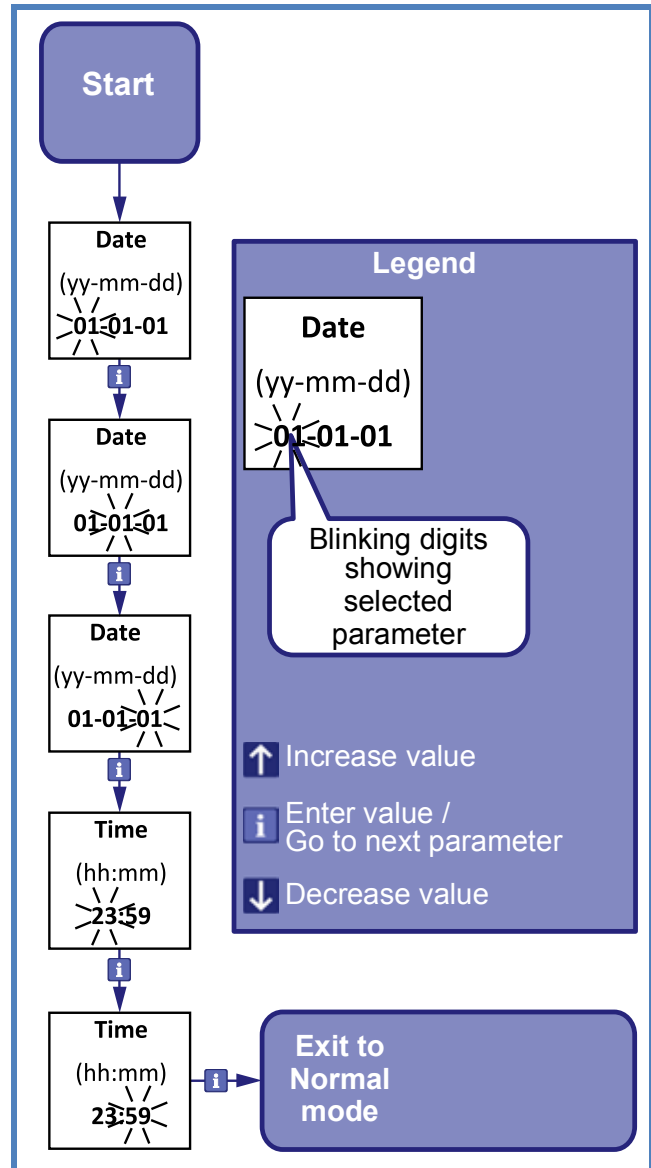 Start
Date
(yy-mm-dd)
01-01-01
i
Date
(yy-mm-dd)
01-01-01
i
Date
(yy-mm-dd)
01-01-01
i
Time
(hh:mm)
23:59
i
Time
(hh:mm)
23:59
i
Exit to
Normal
mode
Legend
Date
(yy-mm-dd)
01-01-01
Blinking digits
showing
selected
parameter
↑ Increase value
i Enter value /
Go to next parameter
↓ Decrease value